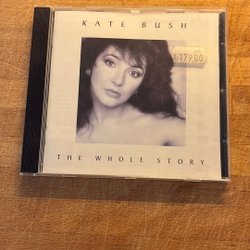 KATE BUSH
THE WHOLE STORY